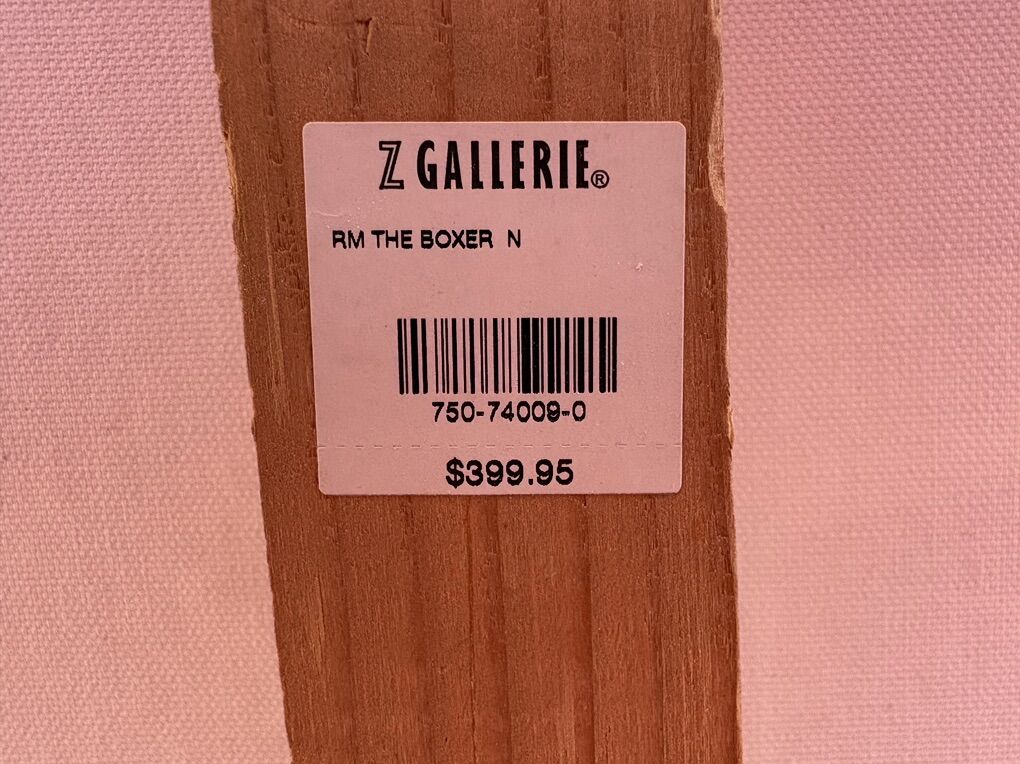 Z GALLERIE®
RM THE BOXER N
750-74009-0
$399.95